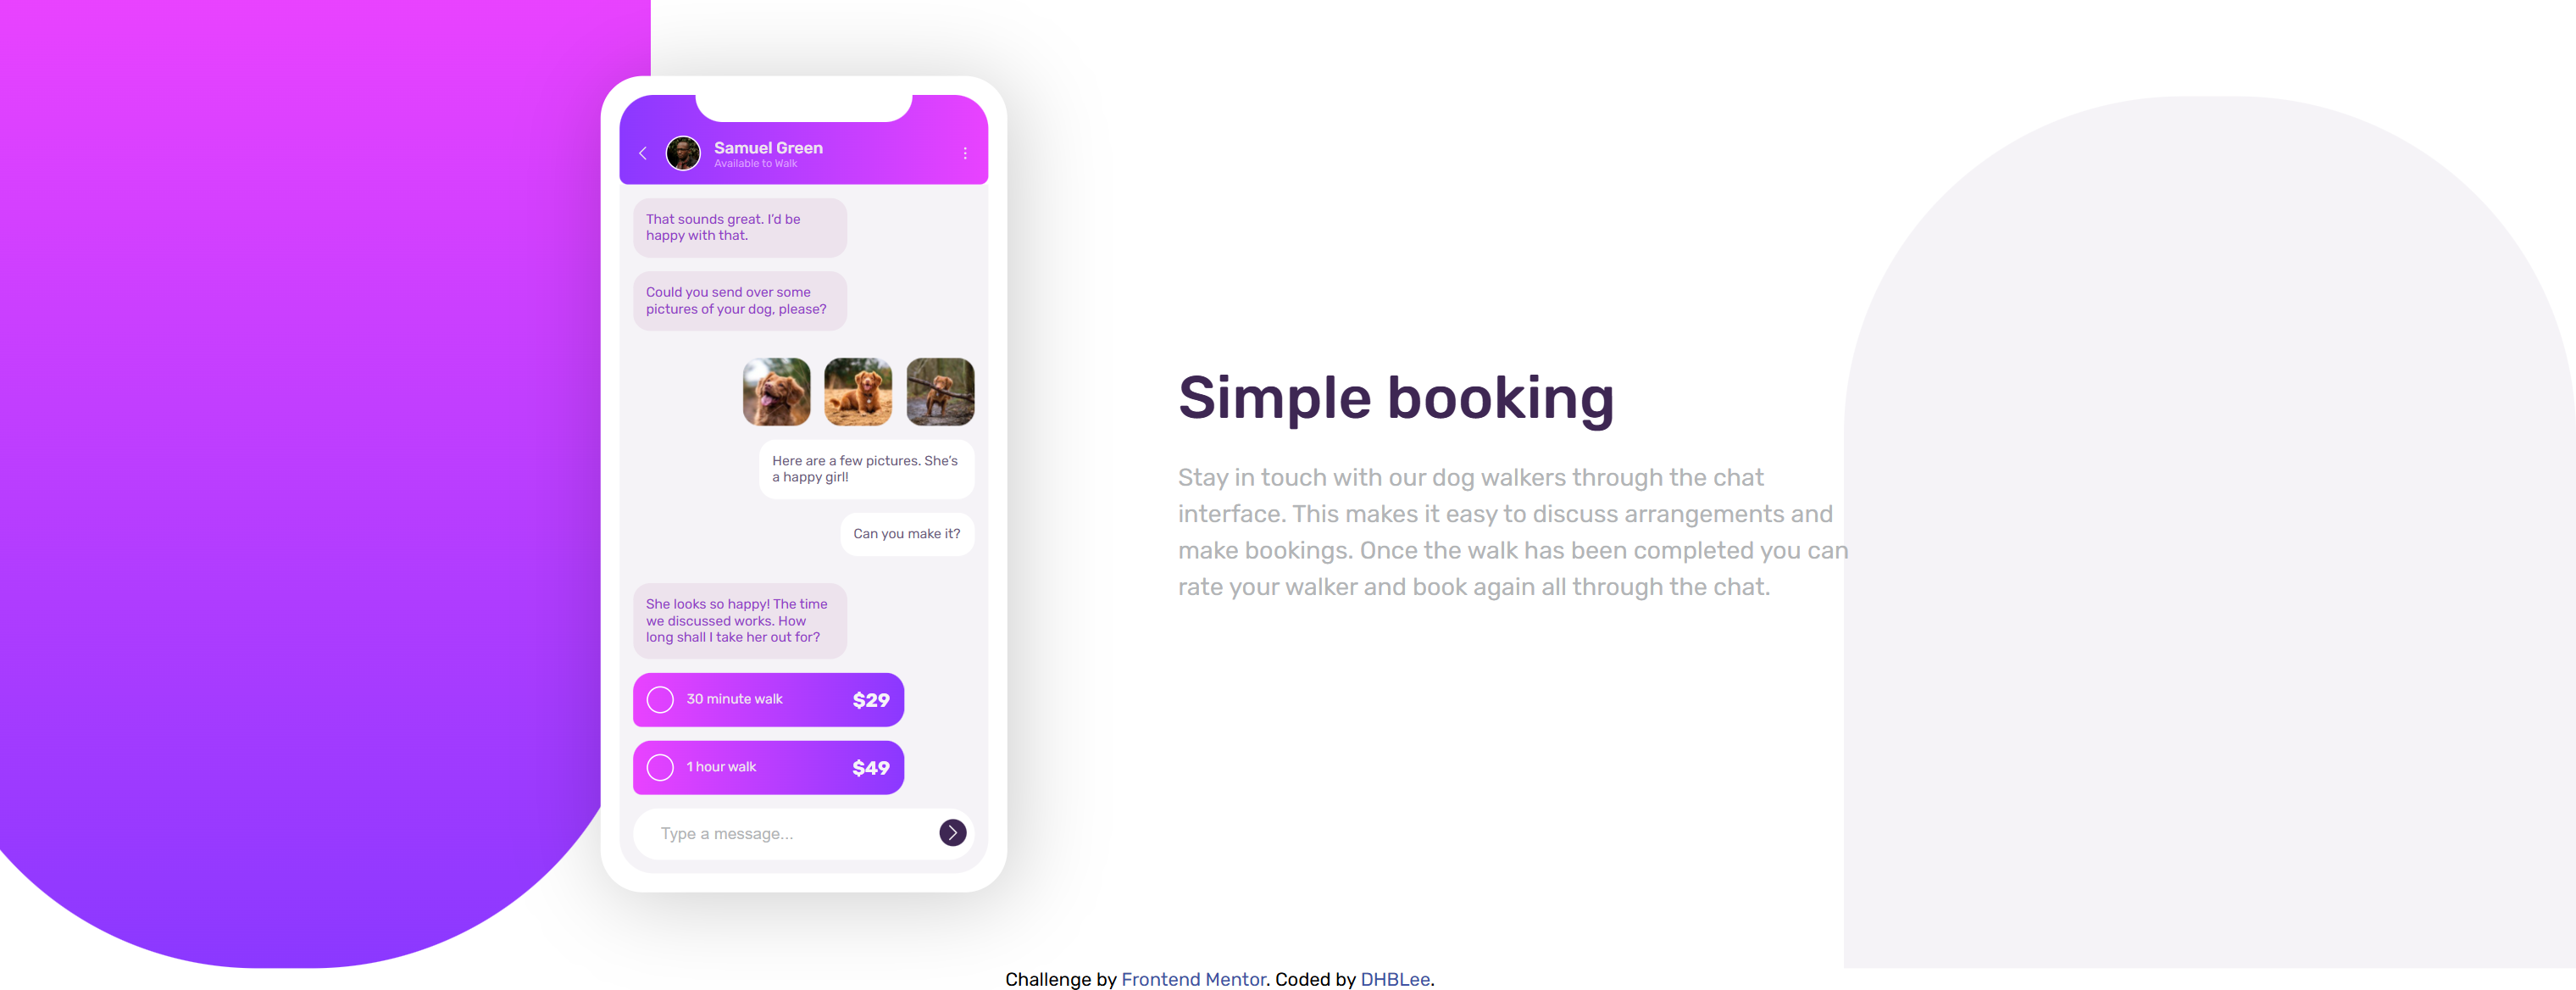 Samuel Green
Available to Walk
That sounds great. I’d be
happy with that.
Could you send over some
pictures of your dog, please?
Here are a few pictures. She’s
a happy girl!
Can you make it?
She looks so happy! The time
we discussed works. How
long shall I take her out for?
30 minute walk $29
1 hour walk $49
Type a message...
Simple booking
Stay in touch with our dog walkers through the chat
interface. This makes it easy to discuss arrangements and
make bookings. Once the walk has been completed you can
rate your walker and book again all through the chat.
Challenge by Frontend Mentor. Coded by DHBLee.